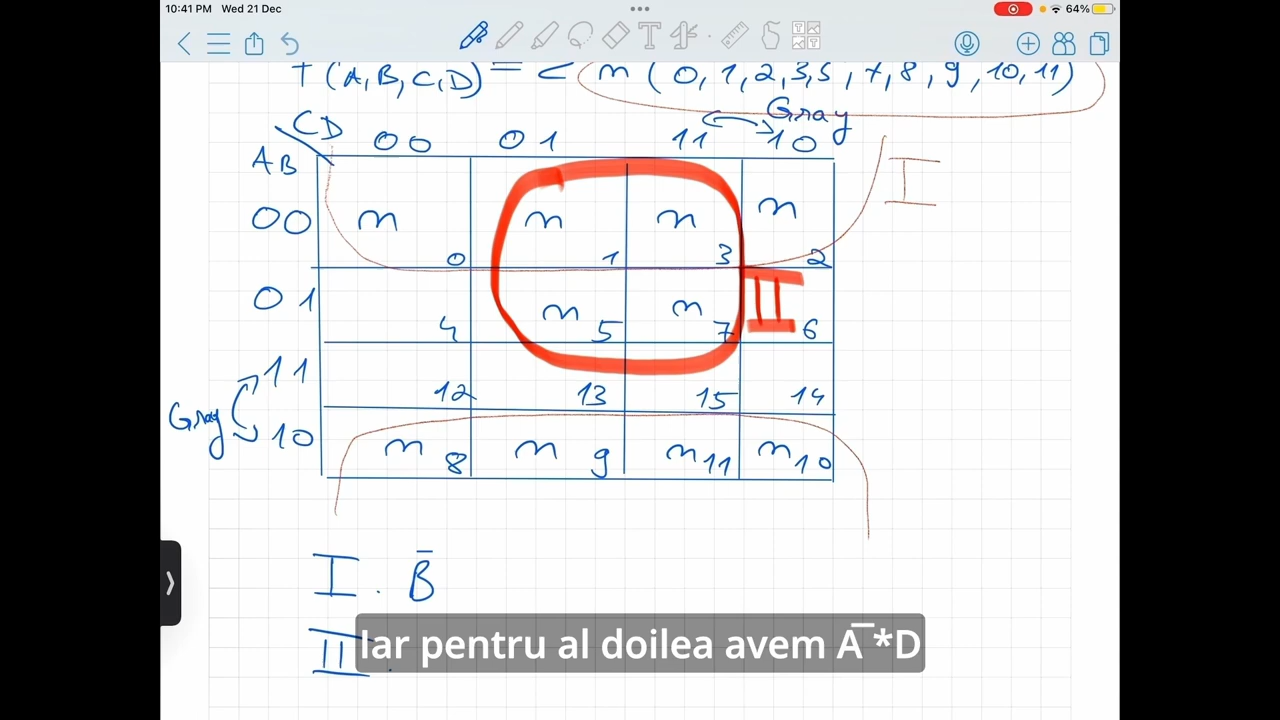 10:41 PM Wed 21 Dec
64%
f(A,B,C,D) = Σ m (0, 1, 2, 3, 5, 7, 8, 9, 10, 11)
Gray
CD 00 01 11 10
AB
I
00 m 0 m 1 m 3 m 2
II
01 4 m 5 m 7 6
11 12 13 15 14
Gray
10 m 8 m 9 m 11 m 10
I. B̄
II.
Iar pentru al doilea avem A̅*D